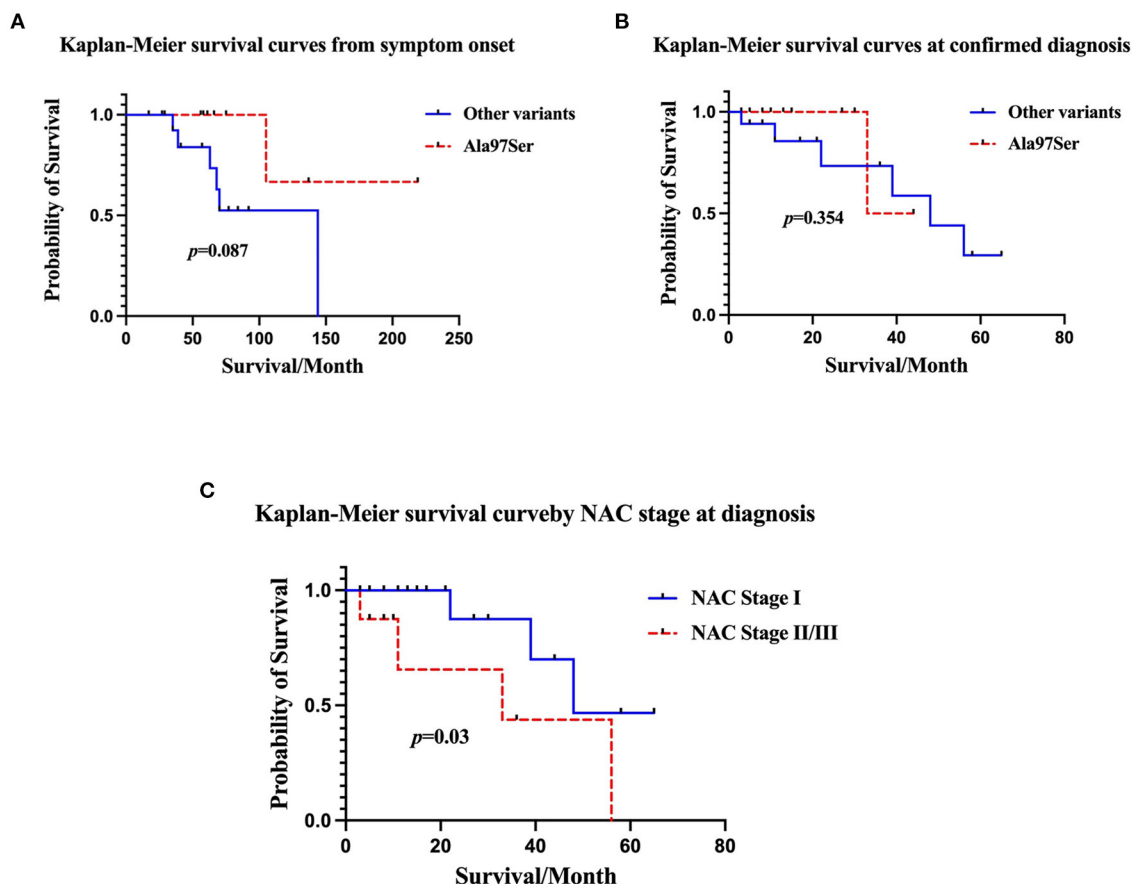 A
Kaplan-Meier survival curves from symptom onset
Probability of Survival
1.0
0.5
0.0
Other variants
Ala97Ser
p=0.087
0 50 100 150 200 250
Survival/Month
B
Kaplan-Meier survival curves at confirmed diagnosis
Probability of Survival
1.0
0.5
0.0
Other variants
Ala97Ser
p=0.354
0 20 40 60 80
Survival/Month
C
Kaplan-Meier survival curveby NAC stage at diagnosis
Probability of Survival
1.0
0.5
0.0
NAC Stage I
NAC Stage II/III
p=0.03
0 20 40 60 80
Survival/Month